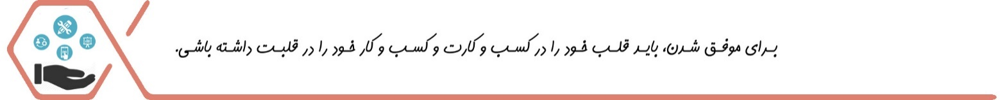 برای موفق شدن، باید قلب خود را در کسب و کارت و کسب و کار خود را در قلبت داشته باشی.